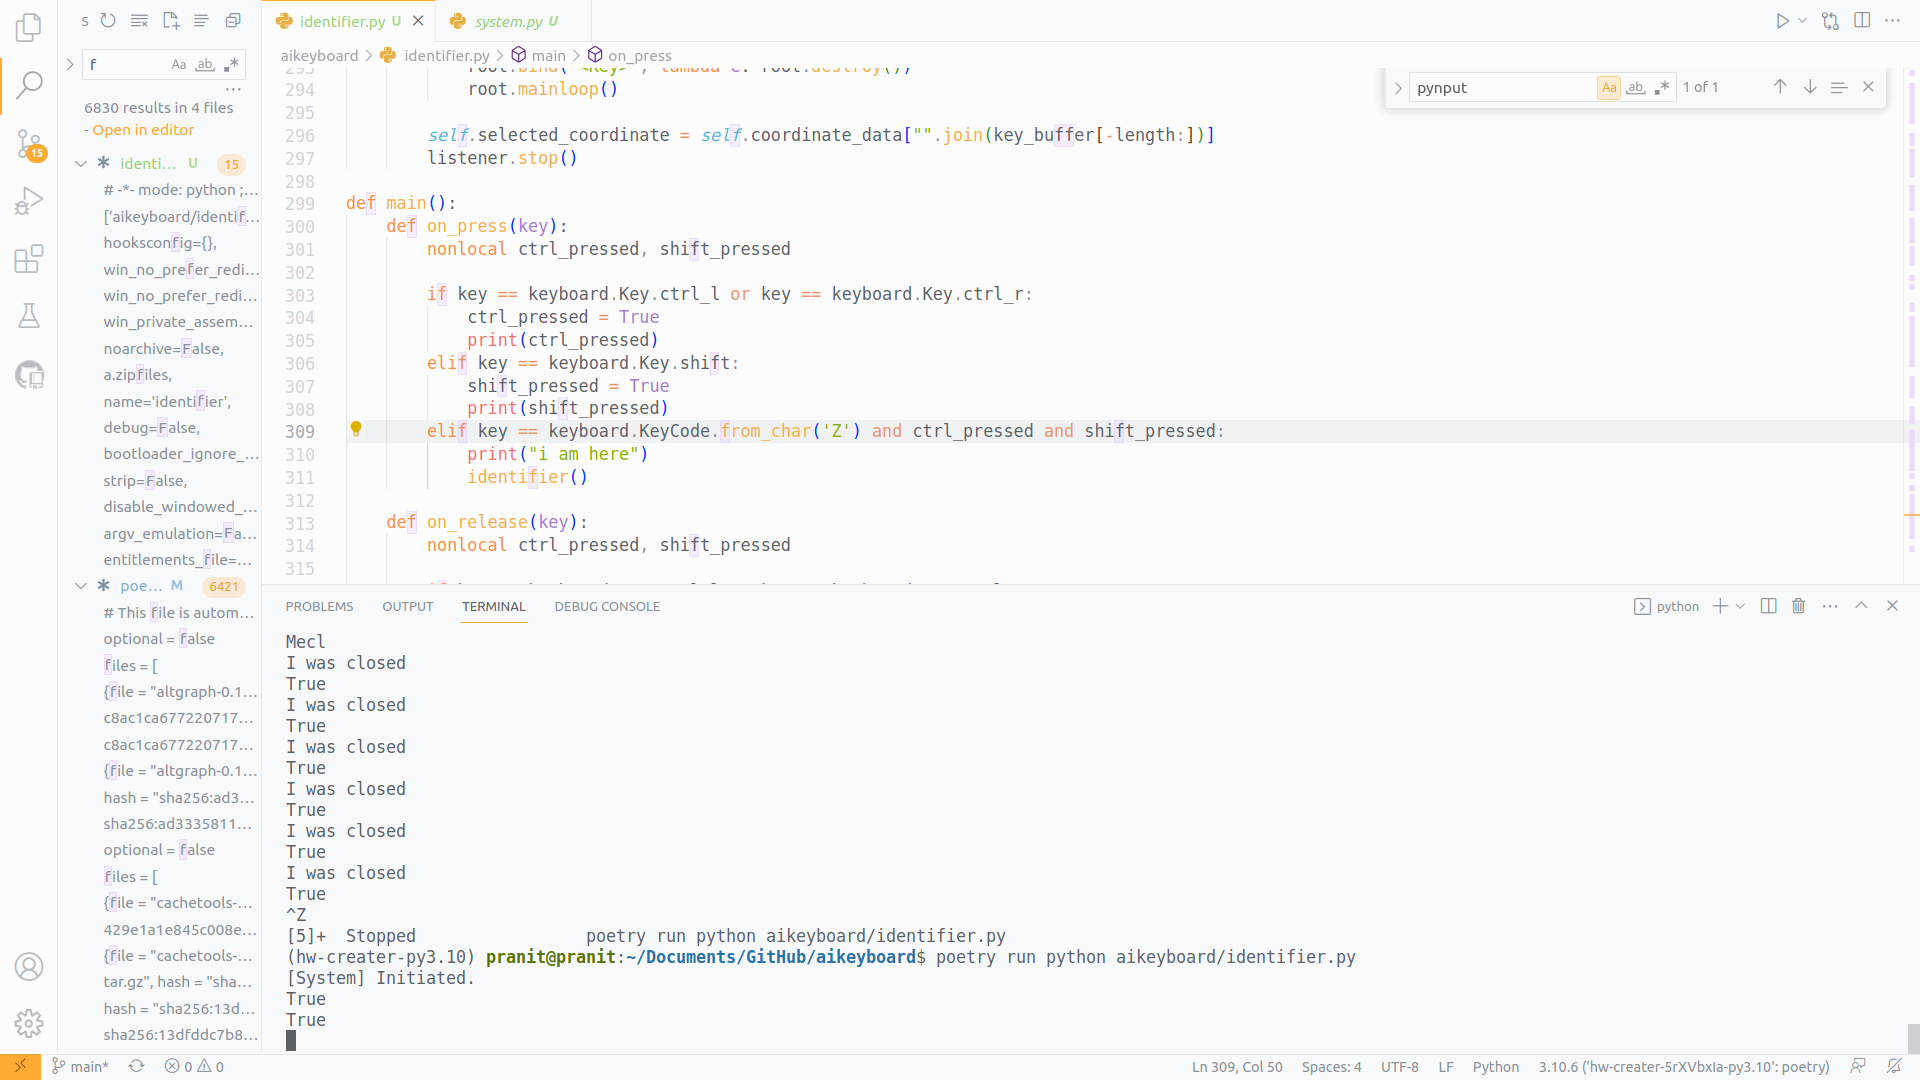 S
identifier.py U
system.py U
f
Aa ab
6830 results in 4 files
- Open in editor
identi... U 15
# -*- mode: python ;...
['aikeyboard/identif...
hooksconfig={},
win_no_prefer_redi...
win_no_prefer_redi...
win_private_assem...
noarchive=False,
a.zipfiles,
name='identifier',
debug=False,
bootloader_ignore_...
strip=False,
disable_windowed_...
argv_emulation=Fa...
entitlements_file=...
poe... M 6421
# This file is autom...
optional = false
files = [
{file = "altgraph-0.1...
c8ac1ca677220717...
c8ac1ca677220717...
{file = "altgraph-0.1...
hash = "sha256:ad3...
sha256:ad3335811...
optional = false
files = [
{file = "cachetools-...
429e1a1e845c008e...
{file = "cachetools-...
tar.gz", hash = "sha...
hash = "sha256:13d...
sha256:13dfddc7b8...
15
aikeyboard > identifier.py > main > on_press
pynput Aa ab 1 of 1
293 root.bind("<Key>", lambda e: root.destroy())
294 root.mainloop()
295
296 self.selected_coordinate = self.coordinate_data["".join(key_buffer[-length:])]
297 listener.stop()
298
299 def main():
300 def on_press(key):
301 nonlocal ctrl_pressed, shift_pressed
302
303 if key == keyboard.Key.ctrl_l or key == keyboard.Key.ctrl_r:
304 ctrl_pressed = True
305 print(ctrl_pressed)
306 elif key == keyboard.Key.shift:
307 shift_pressed = True
308 print(shift_pressed)
309 elif key == keyboard.KeyCode.from_char('Z') and ctrl_pressed and shift_pressed:
310 print("i am here")
311 identifier()
312
313 def on_release(key):
314 nonlocal ctrl_pressed, shift_pressed
315
PROBLEMS OUTPUT TERMINAL DEBUG CONSOLE
python
Mecl
I was closed
True
I was closed
True
I was closed
True
I was closed
True
I was closed
True
I was closed
True
^Z
[5]+  Stopped                 poetry run python aikeyboard/identifier.py
(hw-creater-py3.10) pranit@pranit:~/Documents/GitHub/aikeyboard$ poetry run python aikeyboard/identifier.py
[System] Initiated.
True
True
main* 0 0 Ln 309, Col 50 Spaces: 4 UTF-8 LF Python 3.10.6 ('hw-creater-5rXVbxIa-py3.10': poetry)